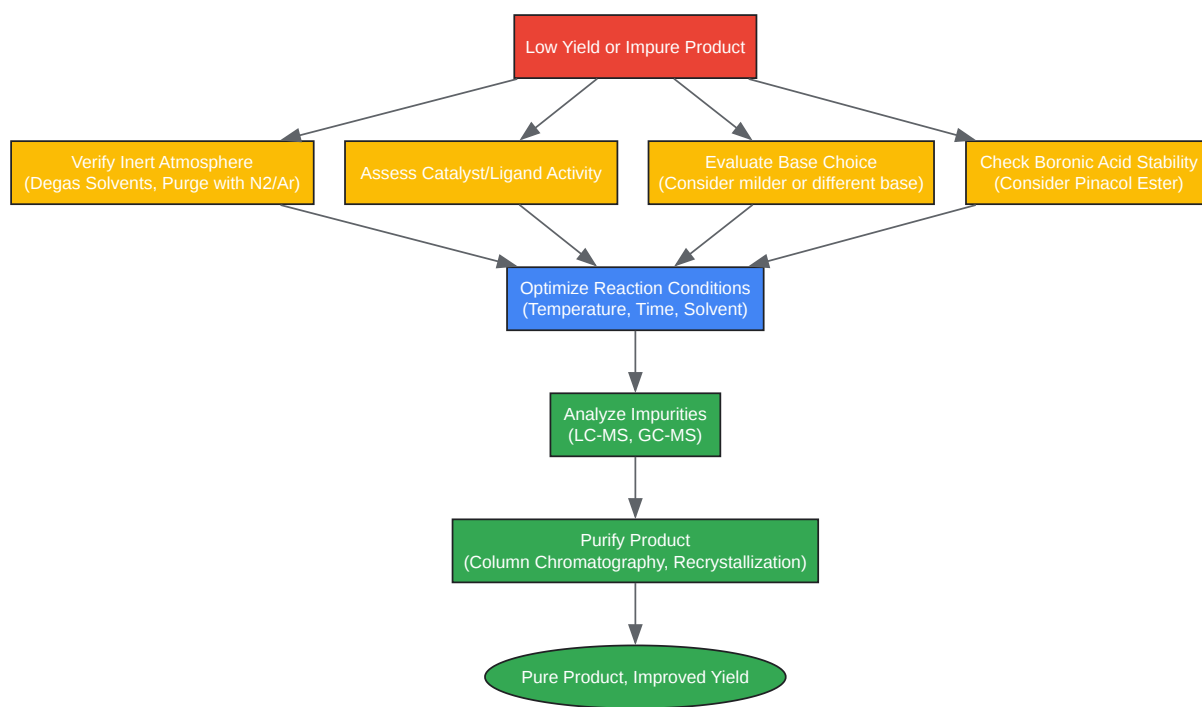 Low Yield or Impure Product
Verify Inert Atmosphere
(Degas Solvents, Purge with N2/Ar)
Assess Catalyst/Ligand Activity
Evaluate Base Choice
(Consider milder or different base)
Check Boronic Acid Stability
(Consider Pinacol Ester)
Optimize Reaction Conditions
(Temperature, Time, Solvent)
Analyze Impurities
(LC-MS, GC-MS)
Purify Product
(Column Chromatography, Recrystallization)
Pure Product, Improved Yield